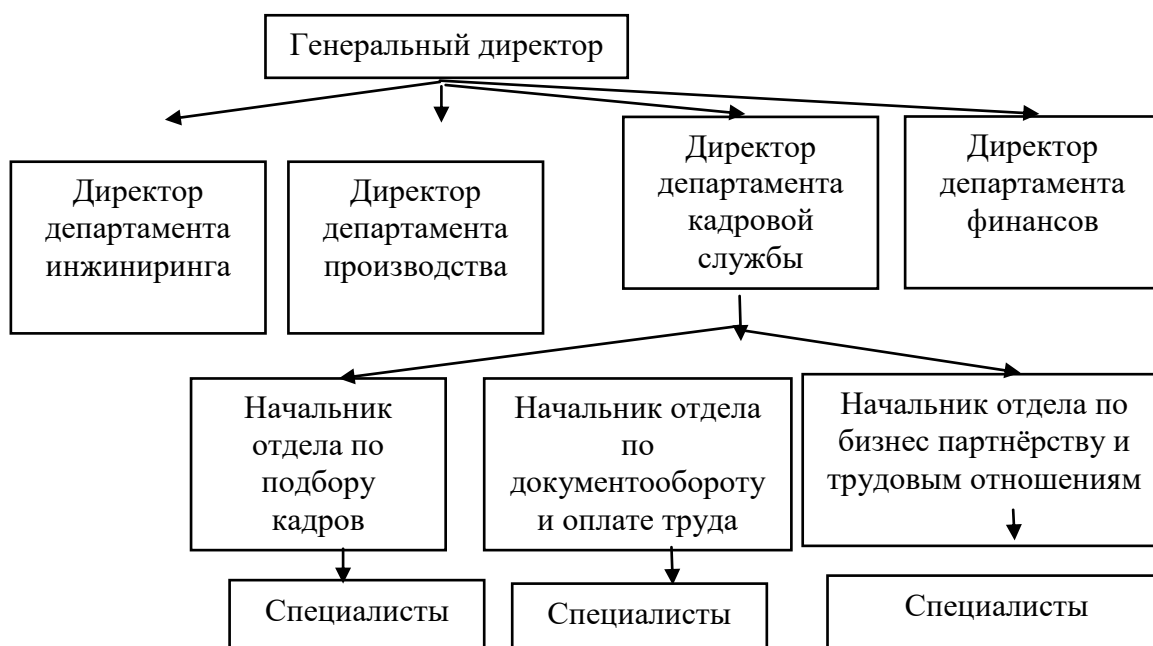 Генеральный директор
Директор
департамента
инжиниринга
Директор
департамента
производства
Директор
департамента
кадровой
службы
Директор
департамента
финансов
Начальник
отдела по
подбору
кадров
Начальник отдела
по
документообороту
и оплате труда
Начальник отдела по
бизнес партнёрству и
трудовым отношениям
Специалисты
Специалисты
Специалисты